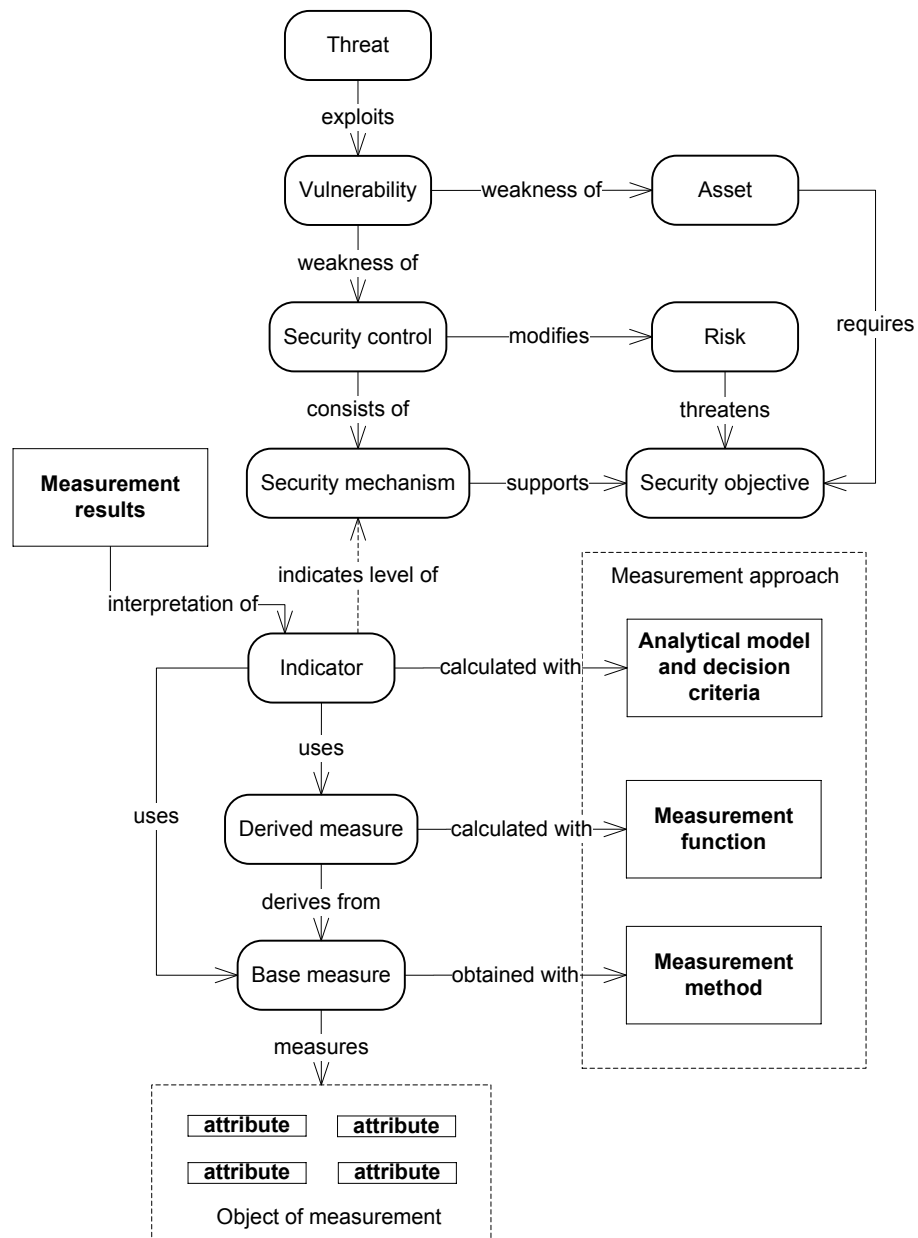 Threat
exploits
Vulnerability
weakness of
Asset
weakness of
requires
Security control
modifies
Risk
consists of
threatens
Measurement
results
Security mechanism
supports
Security objective
indicates level of
Measurement approach
interpretation of
Indicator
calculated with
Analytical model
and decision
criteria
uses
uses
Derived measure
calculated with
Measurement
function
derives from
Base measure
obtained with
Measurement
method
measures
attribute
attribute
attribute
attribute
Object of measurement